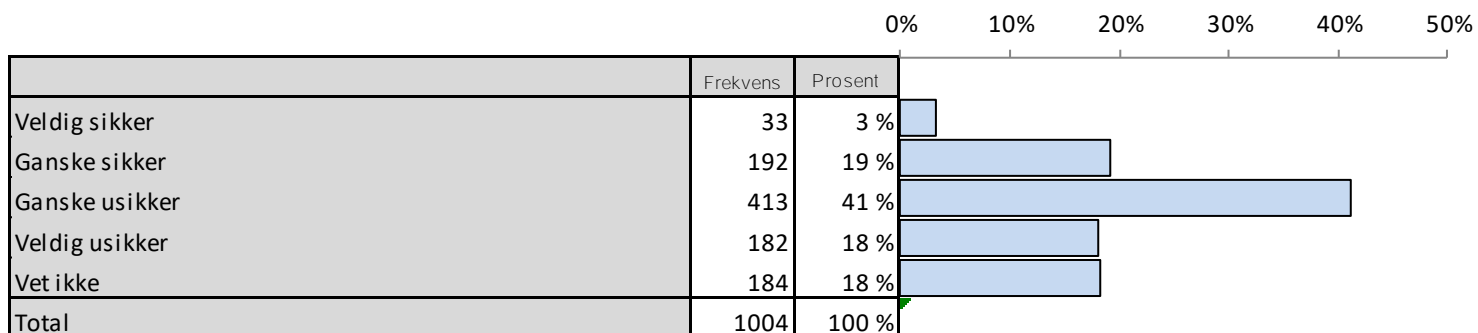 0% 10% 20% 30% 40% 50%
Frekvens Prosent
Veldig sikker 33 3 %
Ganske sikker 192 19 %
Ganske usikker 413 41 %
Veldig usikker 182 18 %
Vet ikke 184 18 %
Total 1004 100 %